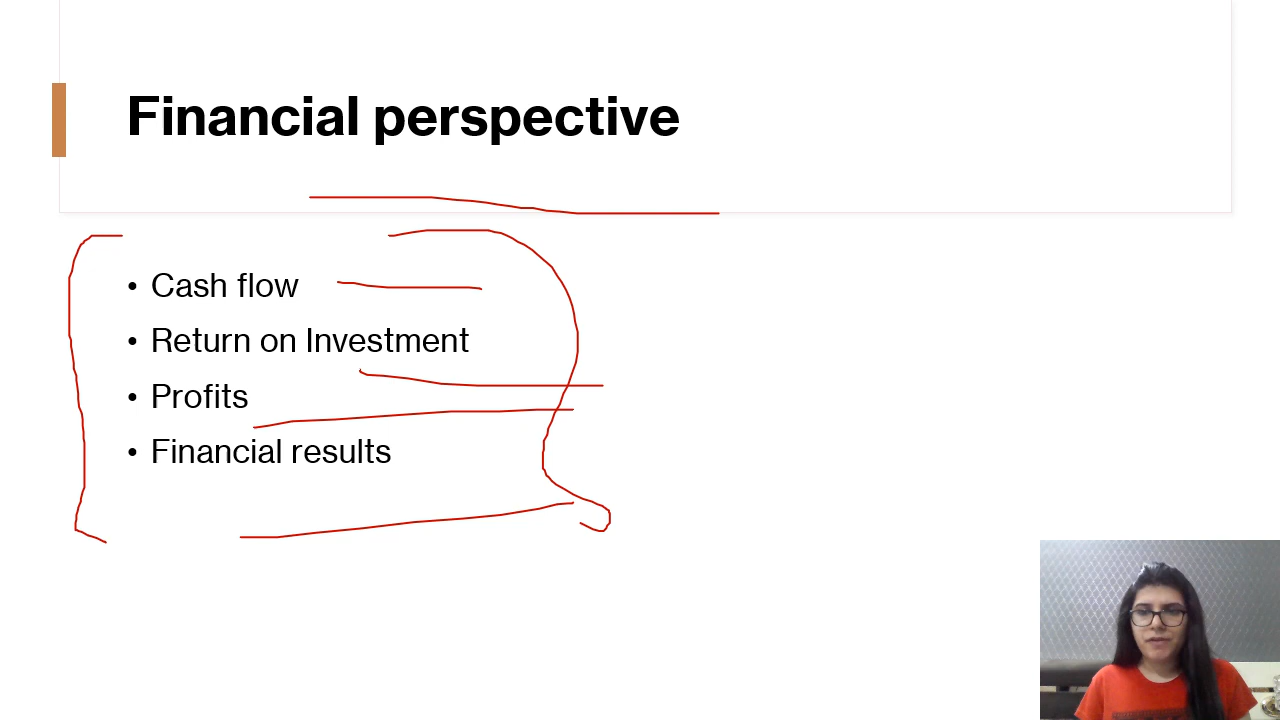 Financial perspective
• Cash flow
• Return on Investment
• Profits
• Financial results